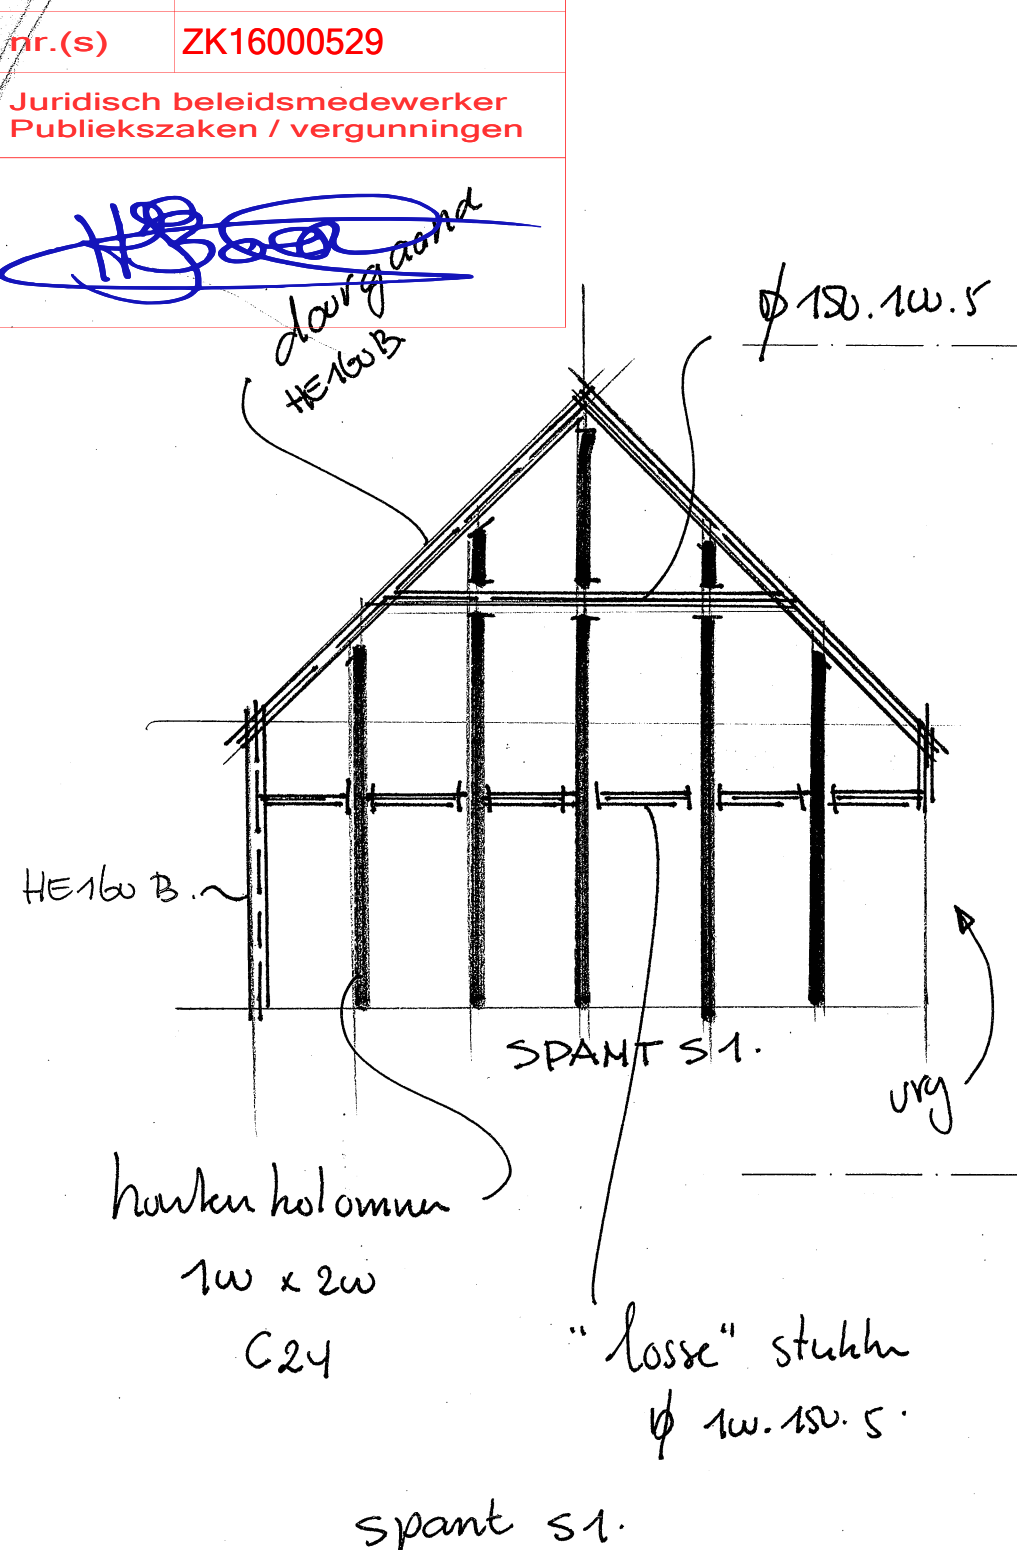 nr.(s) ZK16000529
Juridisch beleidsmedewerker
Publiekszaken / vergunningen
doorgaand
HE160B
ϕ 150.100.5
HE160 B.
SPANT S1.
houten kolommen
100 x 200
C24
"losse" stukken
ϕ 100.150.5.
spant S1.